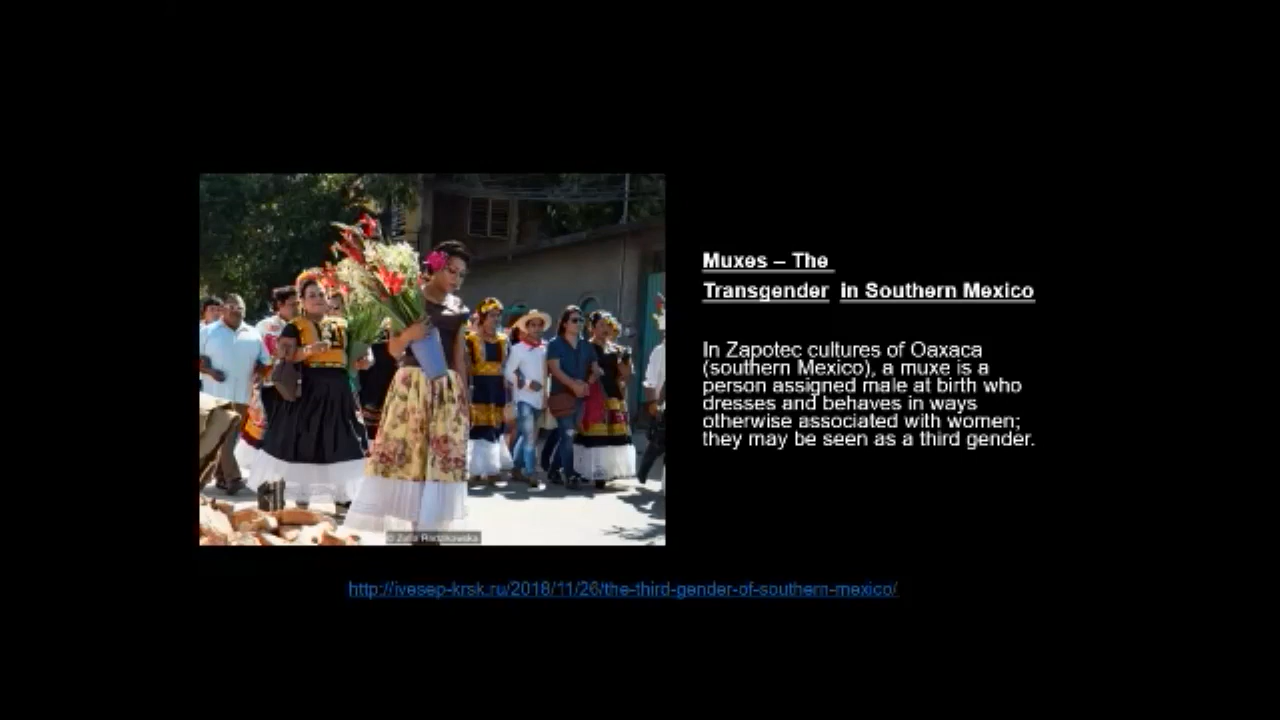 Muxes – The
Transgender in Southern Mexico
In Zapotec cultures of Oaxaca
(southern Mexico), a muxe is a
person assigned male at birth who
dresses and behaves in ways
otherwise associated with women;
they may be seen as a third gender.
© Zofia Radzikowska
http://ivesep-krsk.ru/2018/11/26/the-third-gender-of-southern-mexico/